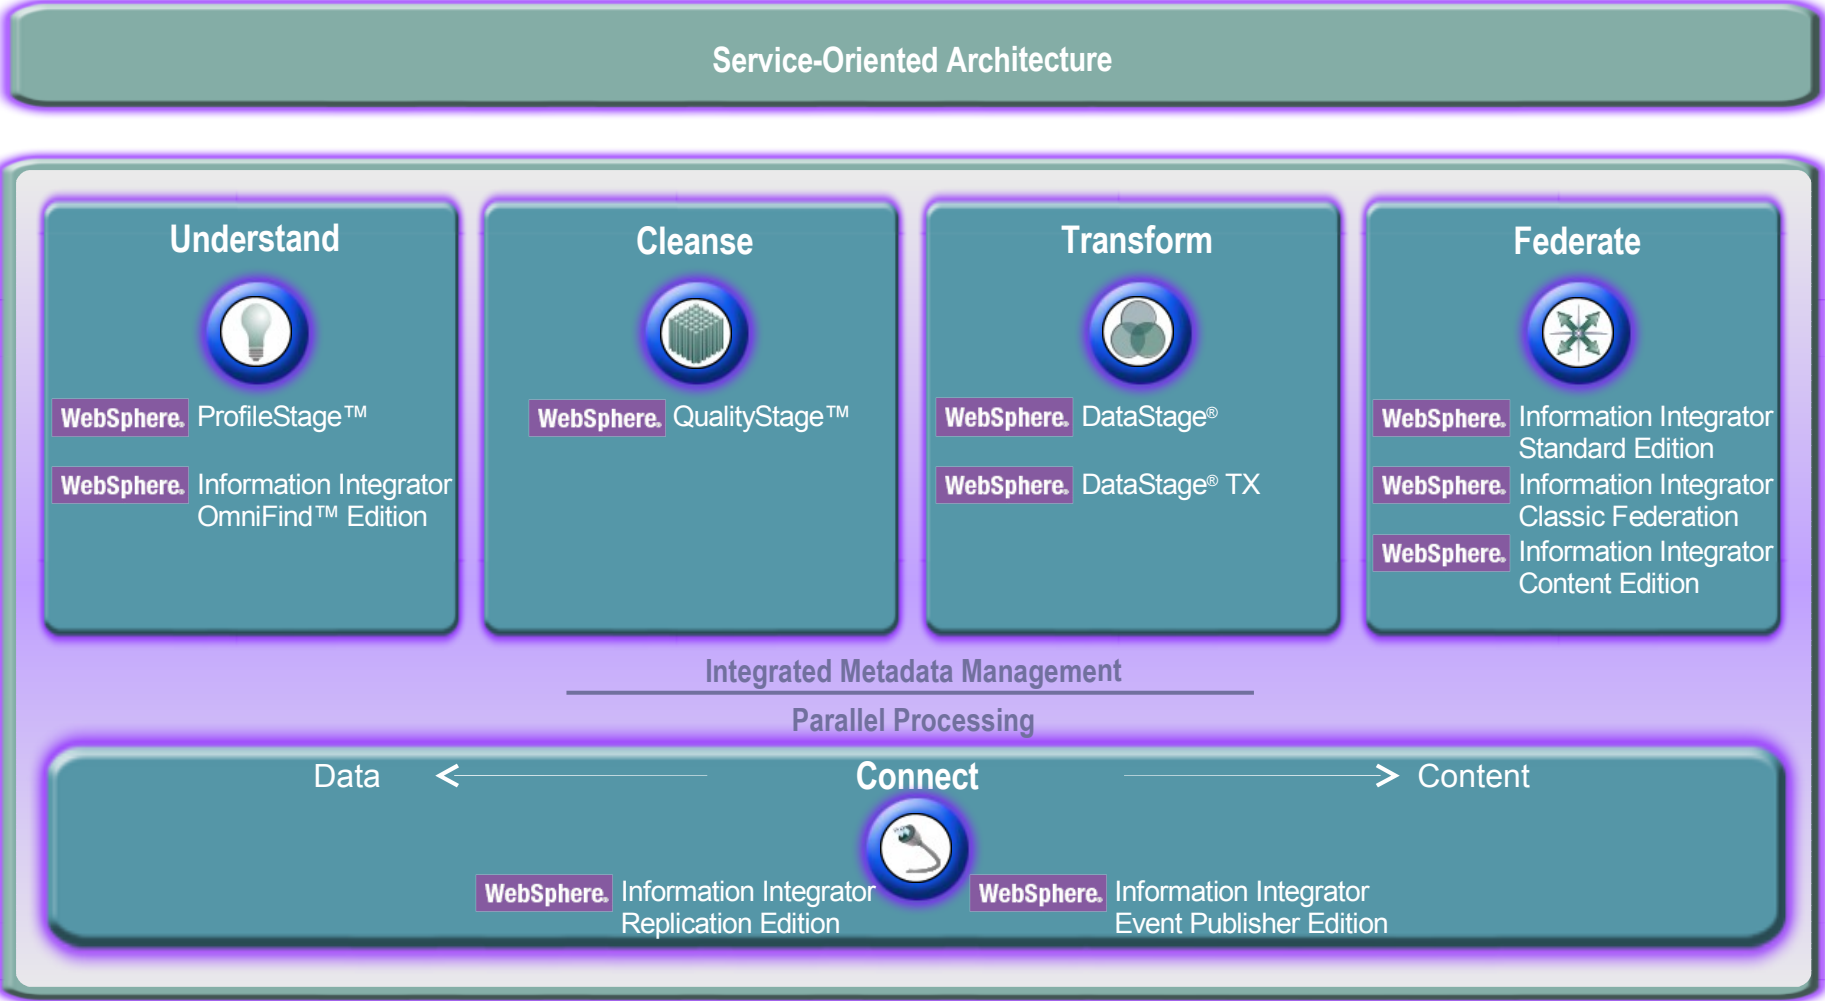 Service-Oriented Architecture
Understand
WebSphere. ProfileStage™
WebSphere. Information Integrator
OmniFind™ Edition
Cleanse
WebSphere. QualityStage™
Transform
WebSphere. DataStage®
WebSphere. DataStage® TX
Federate
WebSphere. Information Integrator
Standard Edition
WebSphere. Information Integrator
Classic Federation
WebSphere. Information Integrator
Content Edition
Integrated Metadata Management
Parallel Processing
Data Connect Content
WebSphere. Information Integrator
Replication Edition
WebSphere. Information Integrator
Event Publisher Edition